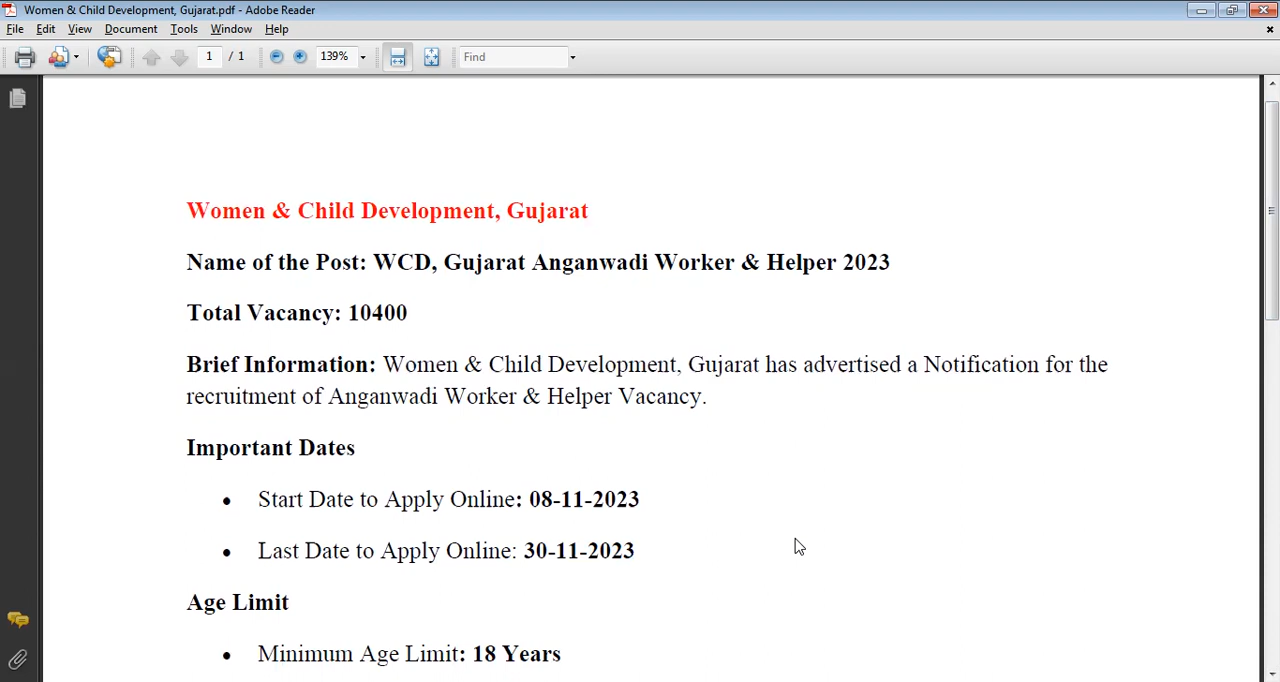 Women & Child Development, Gujarat.pdf - Adobe Reader
File Edit View Document Tools Window Help
1 / 1 139% Find
Women & Child Development, Gujarat
Name of the Post: WCD, Gujarat Anganwadi Worker & Helper 2023
Total Vacancy: 10400
Brief Information: Women & Child Development, Gujarat has advertised a Notification for the
recruitment of Anganwadi Worker & Helper Vacancy.
Important Dates
• Start Date to Apply Online: 08-11-2023
• Last Date to Apply Online: 30-11-2023
Age Limit
• Minimum Age Limit: 18 Years